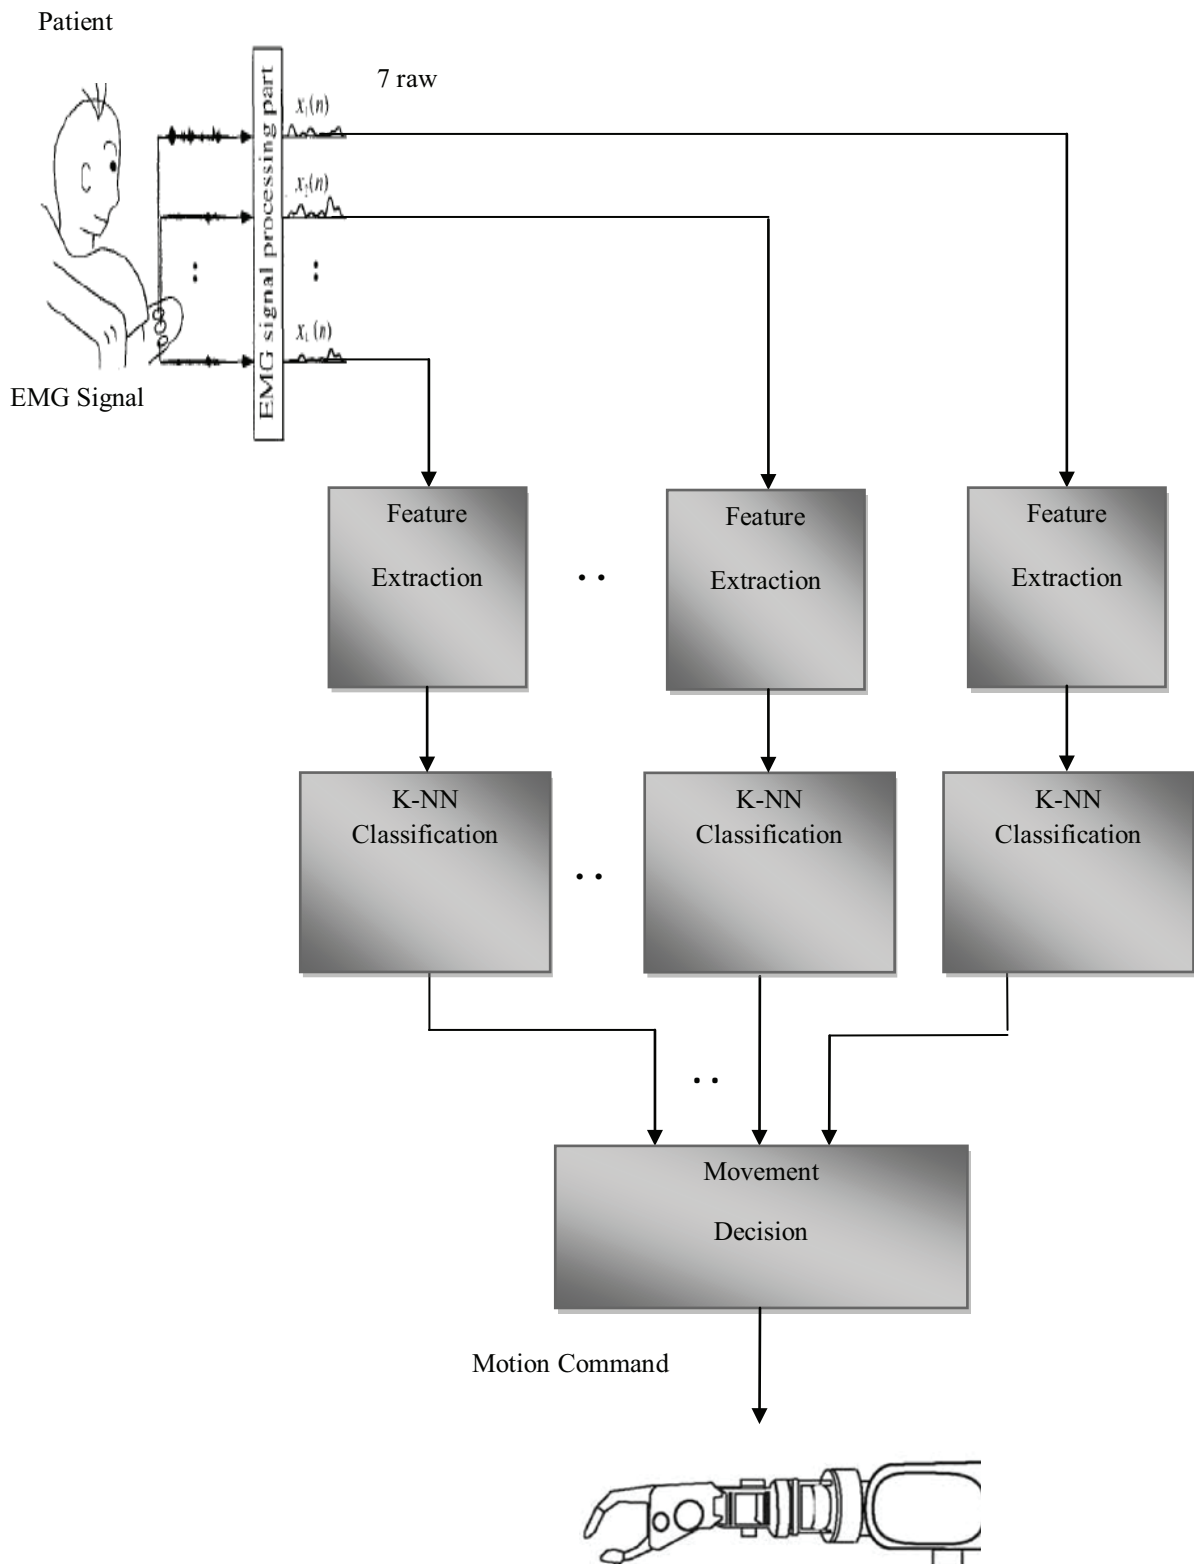 Patient
7 raw
EMG signal processing part
x₁(n)
x₂(n)
x_L(n)
EMG Signal
Feature
Extraction
Feature
Extraction
Feature
Extraction
K-NN
Classification
K-NN
Classification
K-NN
Classification
Movement
Decision
Motion Command